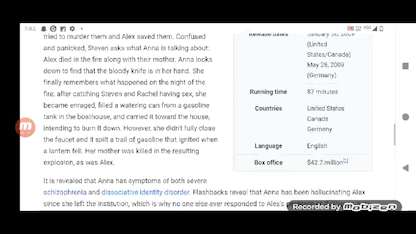 7:45
tried to murder them and Alex saved them. Confused
and panicked, Steven asks what Anna is talking about:
Alex died in the fire along with their mother. Anna looks
down to find that the bloody knife is in her hand. She
finally remembers what happened on the night of the
fire; after catching Steven and Rachel having sex, she
became enraged, filled a watering can from a gasoline
tank in the boathouse, and carried it toward the house,
intending to burn it down. However, she didn't fully close
the faucet and it spilt a trail of gasoline that ignited when
a lantern fell. Her mother was killed in the resulting
explosion, as was Alex.
It is revealed that Anna has symptoms of both severe
schizophrenia and dissociative identity disorder. Flashbacks reveal that Anna has been hallucinating Alex
since she left the institution, which is why no one else ever responded to Alex's
Release dates
January 30, 2009
(United
States/Canada)
May 28, 2009
(Germany)
Running time
87 minutes
Countries
United States
Canada
Germany
Language
English
Box office
$42.7 million
Recorded by Mobizen